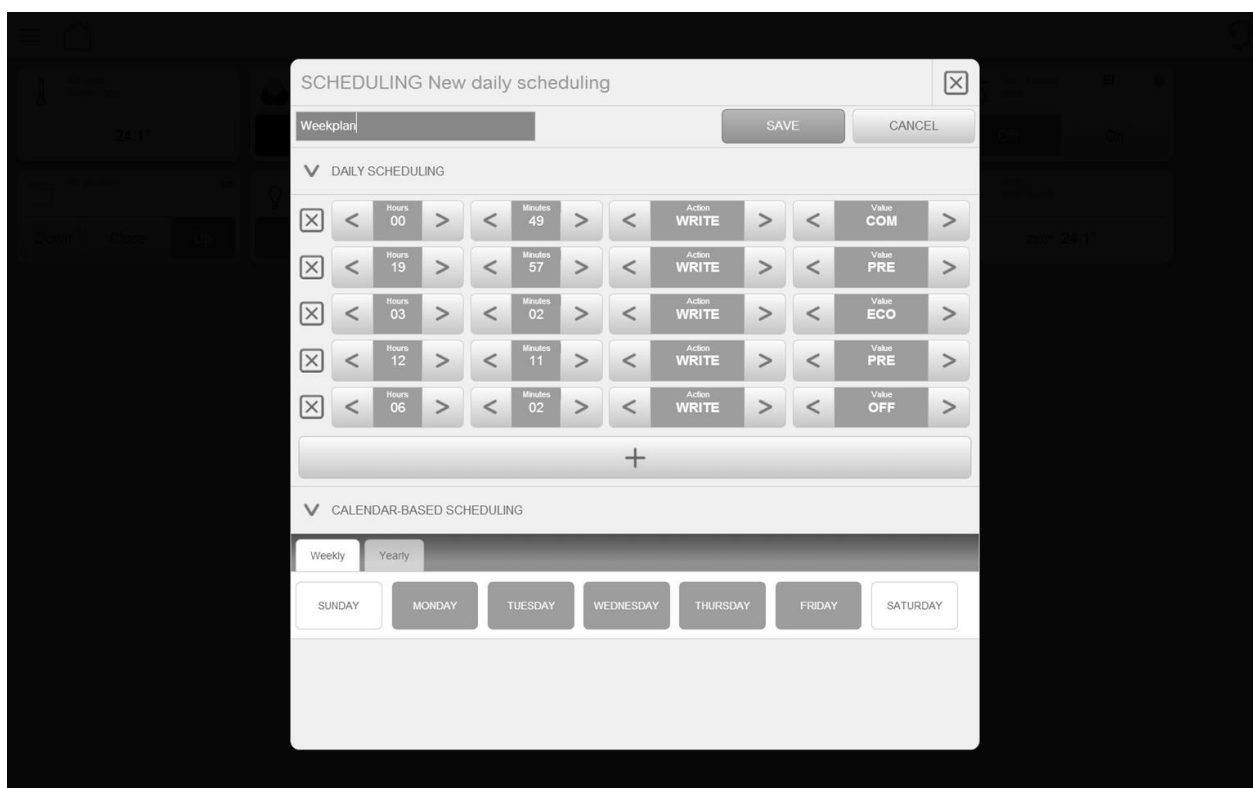 SCHEDULING New daily scheduling
Weekplan SAVE CANCEL
DAILY SCHEDULING
Hours Minutes Action Value
< 00 > < 49 > < WRITE > < COM >
Hours Minutes Action Value
< 19 > < 57 > < WRITE > < PRE >
Hours Minutes Action Value
< 03 > < 02 > < WRITE > < ECO >
Hours Minutes Action Value
< 12 > < 11 > < WRITE > < PRE >
Hours Minutes Action Value
< 06 > < 02 > < WRITE > < OFF >
+
CALENDAR-BASED SCHEDULING
Weekly Yearly
SUNDAY MONDAY TUESDAY WEDNESDAY THURSDAY FRIDAY SATURDAY
24.1°
Down Close Up
24.1°